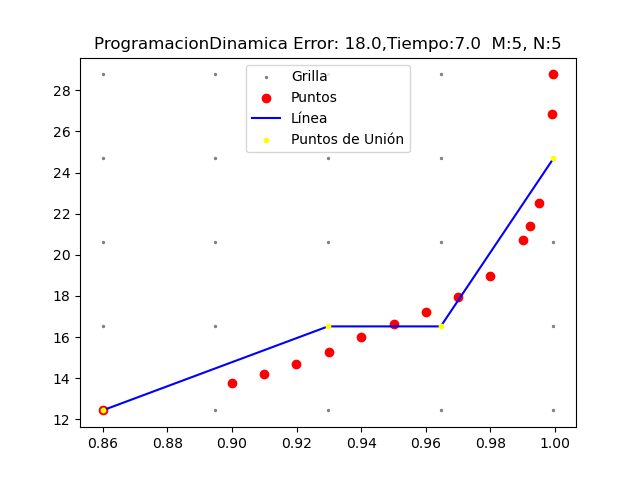 ProgramacionDinamica Error: 18.0,Tiempo:7.0  M:5, N:5
Grilla
Puntos
Línea
Puntos de Unión
28
26
24
22
20
18
16
14
12
0.86 0.88 0.90 0.92 0.94 0.96 0.98 1.00